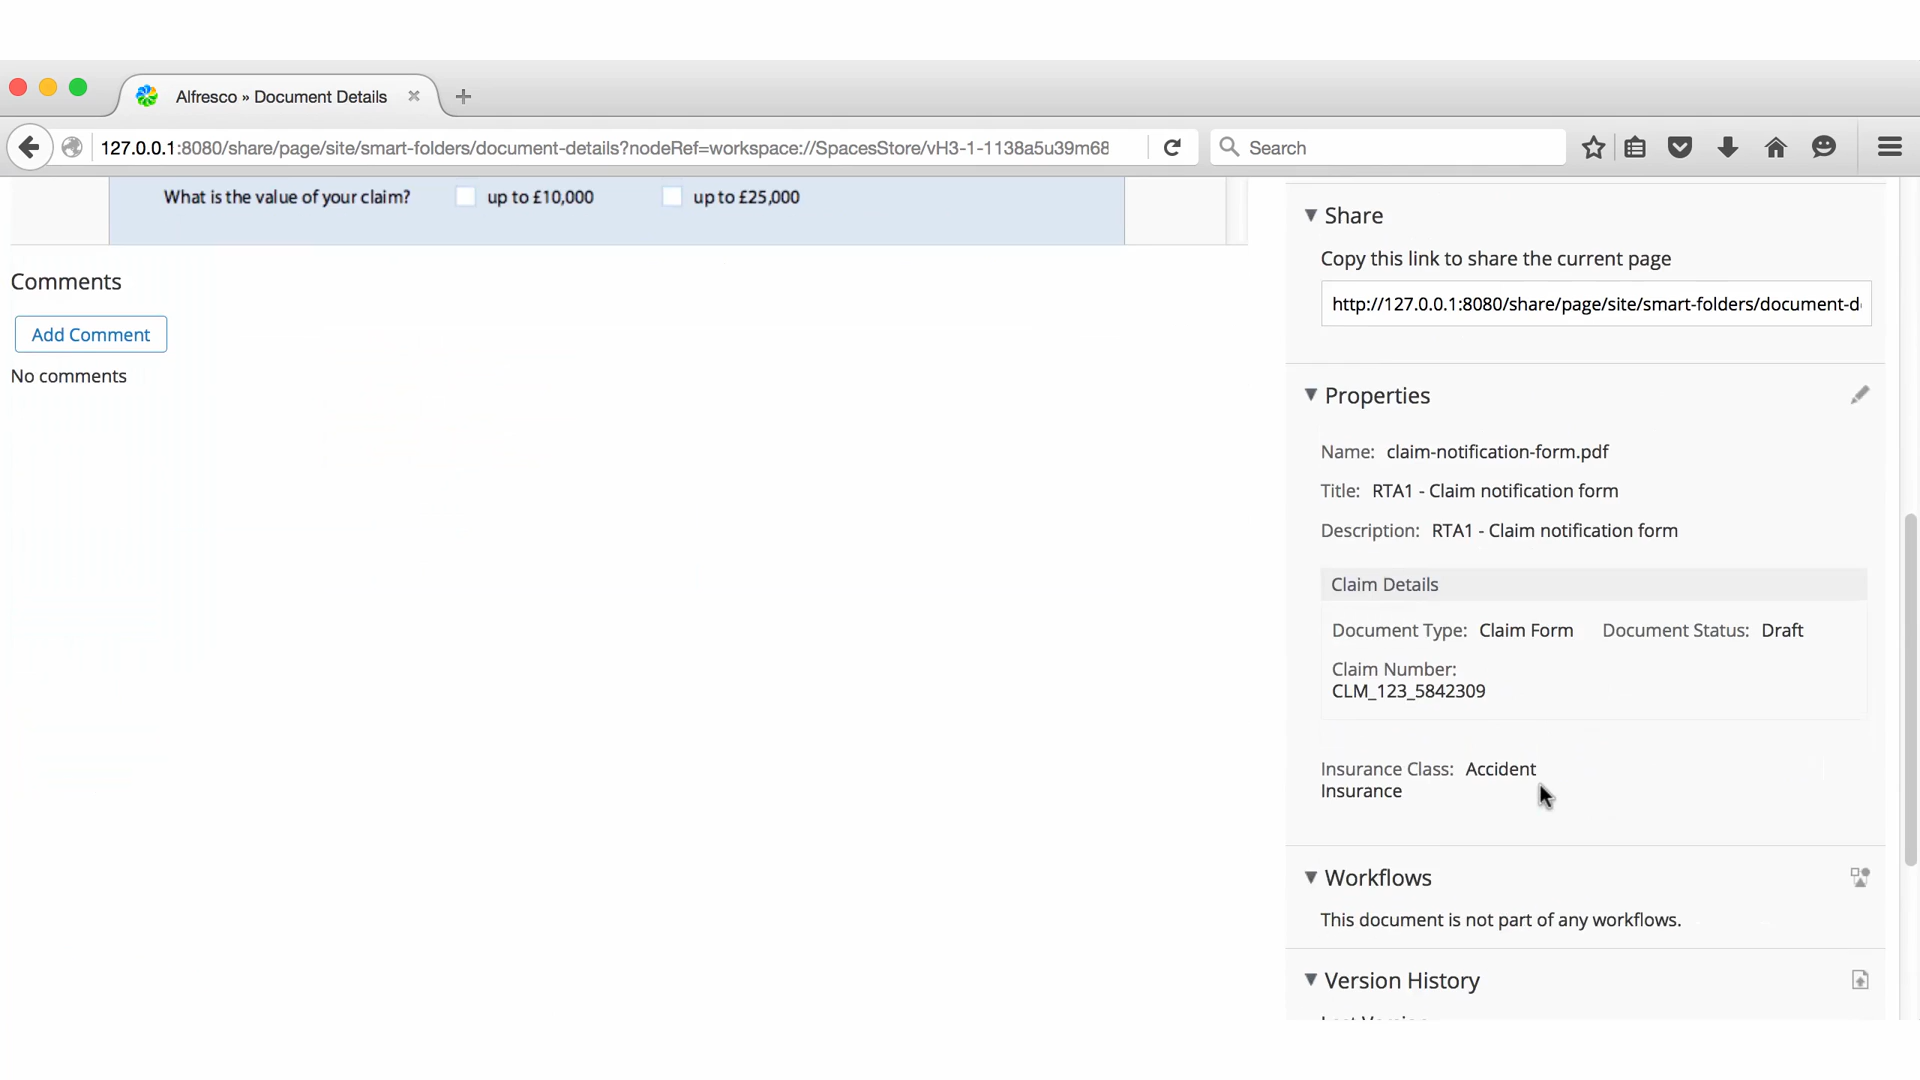 Alfresco » Document Details
127.0.0.1:8080/share/page/site/smart-folders/document-details?nodeRef=workspace://SpacesStore/vH3-1-1138a5u39m68
Search
What is the value of your claim? up to £10,000 up to £25,000
Comments
Add Comment
No comments
Share
Copy this link to share the current page
http://127.0.0.1:8080/share/page/site/smart-folders/document-d
Properties
Name: claim-notification-form.pdf
Title: RTA1 - Claim notification form
Description: RTA1 - Claim notification form
Claim Details
Document Type: Claim Form Document Status: Draft
Claim Number:
CLM_123_5842309
Insurance Class: Accident
Insurance
Workflows
This document is not part of any workflows.
Version History